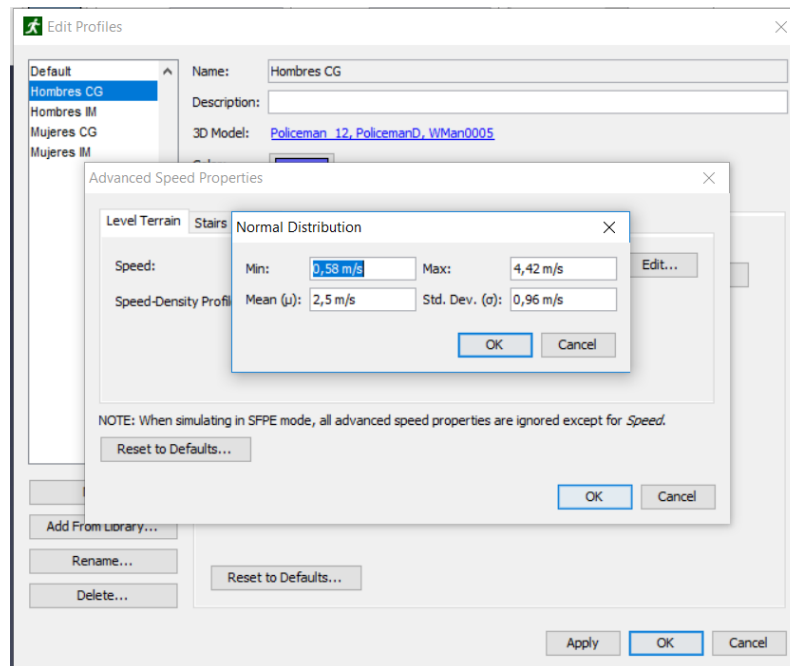 Edit Profiles
Default
Hombres CG
Hombres IM
Mujeres CG
Mujeres IM
Name: Hombres CG
Description:
3D Model: Policeman_12, PolicemanD, WMan0005
Advanced Speed Properties
Level Terrain Stairs
Speed: Edit...
Speed-Density
Normal Distribution
Min: 0,58 m/s Max: 4,42 m/s
Mean (μ): 2,5 m/s Std. Dev. (σ): 0,96 m/s
OK Cancel
NOTE: When simulating in SFPE mode, all advanced speed properties are ignored except for Speed.
Reset to Defaults...
OK Cancel
Add From Library...
Rename...
Delete...
Reset to Defaults...
Apply OK Cancel